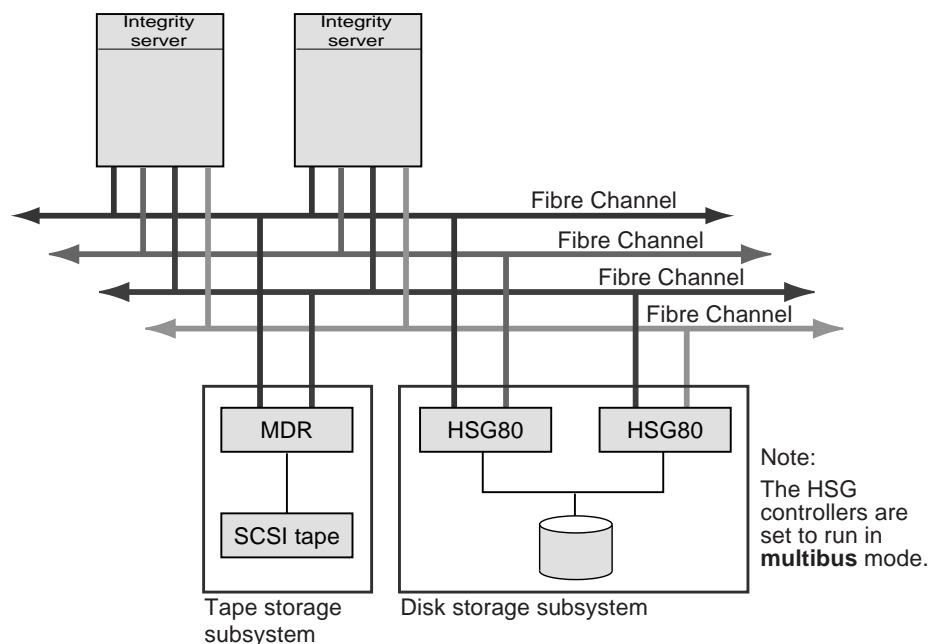 Integrity
server
Integrity
server
Fibre Channel
Fibre Channel
Fibre Channel
Fibre Channel
MDR
HSG80
HSG80
SCSI tape
Note:
The HSG
controllers are
set to run in
multibus mode.
Tape storage
subsystem
Disk storage subsystem